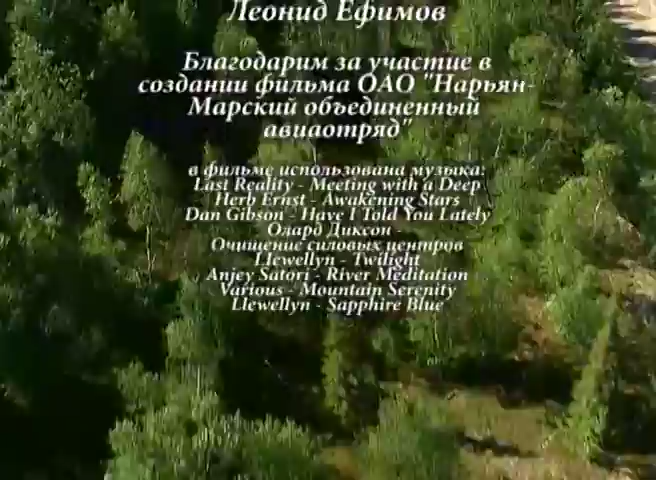 Леонид Ефимов
Благодарим за участие в
создании фильма ОАО "Нарьян-
Марский объединенный
авиаотряд"
в фильме использована музыка:
Last Reality - Meeting with a Deep
Herb Ernst - Awakening Stars
Dan Gibson - Have I Told You Lately
Олард Диксон -
Очищение силовых центров
Llewellyn - Twilight
Anjey Satori - River Meditation
Various - Mountain Serenity
Llewellyn - Sapphire Blue